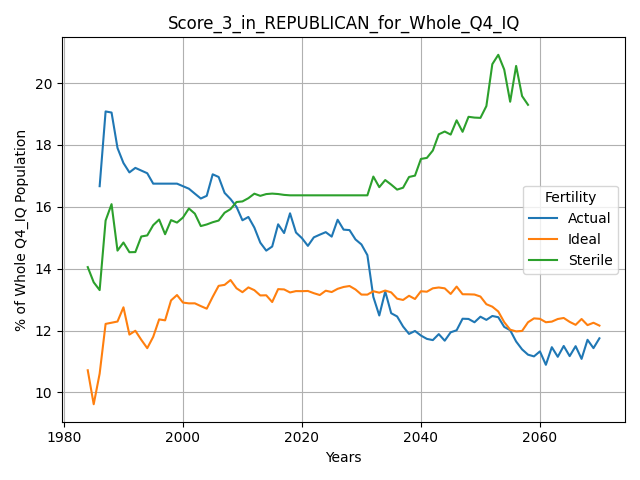 Score_3_in_REPUBLICAN_for_Whole_Q4_IQ
% of Whole Q4_IQ Population
20
18
16
14
12
10
Fertility
Actual
Ideal
Sterile
1980
2000
2020
2040
2060
Years